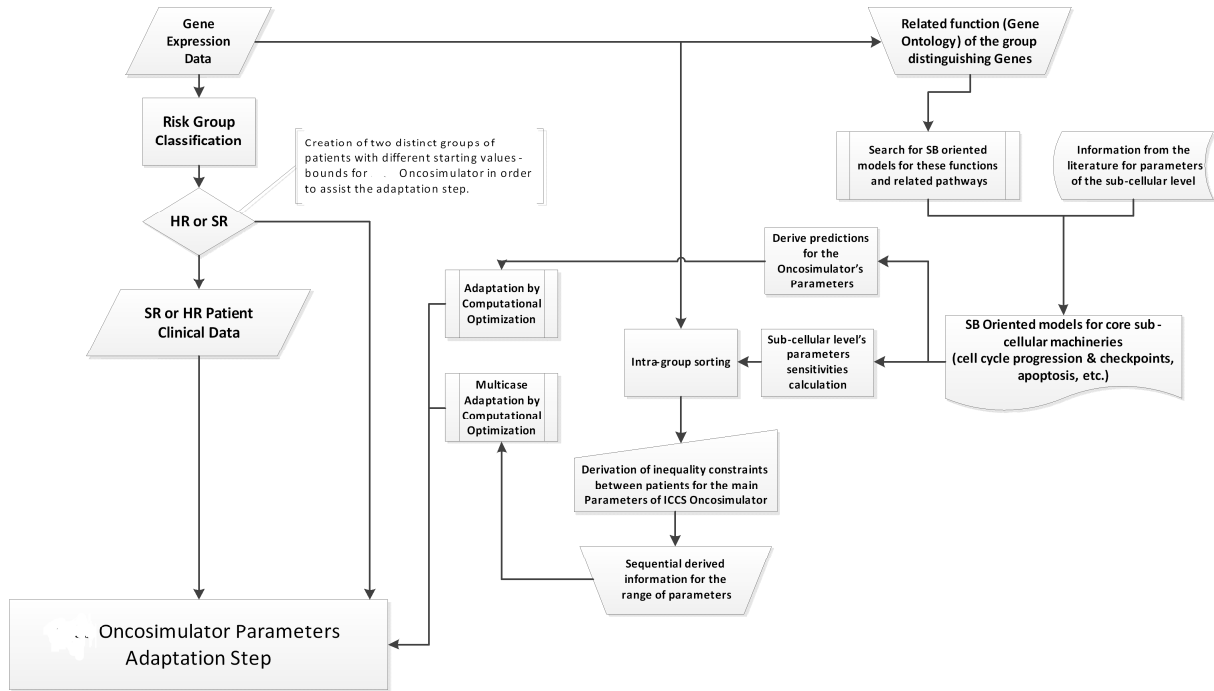 Gene
Expression
Data
Related function (Gene
Ontology) of the group
distinguishing Genes
Risk Group
Classification
Creation of two distinct groups of
patients with different starting values -
bounds for Oncosimulator in order
to assist the adaptation step.
Search for SB oriented
models for these functions
and related pathways
Information from the
literature for parameters
of the sub-cellular level
HR or SR
Derive predictions for the
Oncosimulator's
Parameters
Adaptation by
Computational
Optimization
SR or HR Patient
Clinical Data
SB Oriented models for core sub -
cellular machineries
(cell cycle progression & checkpoints,
apoptosis, etc.)
Intra-group sorting
Sub-cellular level's
parameters
sensitivities
calculation
Multicase
Adaptation by
Computational
Optimization
Derivation of inequality constraints
between patients for the main
Parameters of ICCS Oncosimulator
Sequential derived
information for the
range of parameters
Oncosimulator Parameters
Adaptation Step